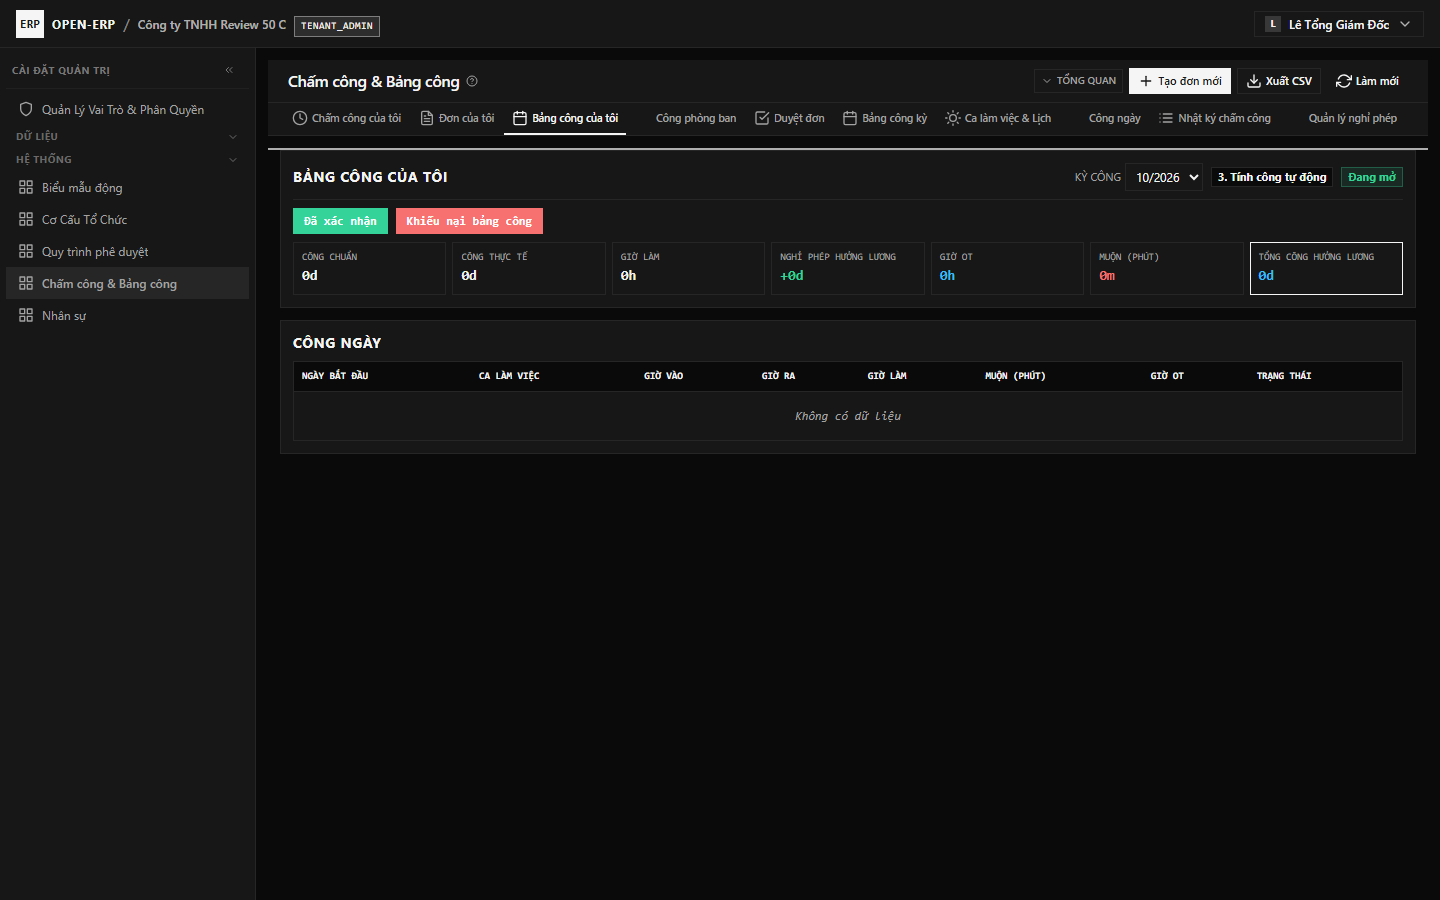 ERP OPEN-ERP / Công ty TNHH Review 50 C TENANT_ADMIN
L Lê Tổng Giám Đốc
CÀI ĐẶT QUẢN TRỊ
Quản Lý Vai Trò & Phân Quyền
DỮ LIỆU
HỆ THỐNG
Biểu mẫu động
Cơ Cấu Tổ Chức
Quy trình phê duyệt
Chấm công & Bảng công
Nhân sự
Chấm công & Bảng công
TỔNG QUAN
Tạo đơn mới
Xuất CSV
Làm mới
Chấm công của tôi
Đơn của tôi
Bảng công của tôi
Công phòng ban
Duyệt đơn
Bảng công kỳ
Ca làm việc & Lịch
Công ngày
Nhật ký chấm công
Quản lý nghỉ phép
BẢNG CÔNG CỦA TÔI
KỲ CÔNG 10/2026 3. Tính công tự động Đang mở
Đã xác nhận Khiếu nại bảng công
CÔNG CHUẨN
0d
CÔNG THỰC TẾ
0d
GIỜ LÀM
0h
NGHỈ PHÉP HƯỞNG LƯƠNG
+0d
GIỜ OT
0h
MUỘN (PHÚT)
0m
TỔNG CÔNG HƯỞNG LƯƠNG
0d
CÔNG NGÀY
NGÀY BẮT ĐẦU CA LÀM VIỆC GIỜ VÀO GIỜ RA GIỜ LÀM MUỘN (PHÚT) GIỜ OT TRẠNG THÁI
Không có dữ liệu